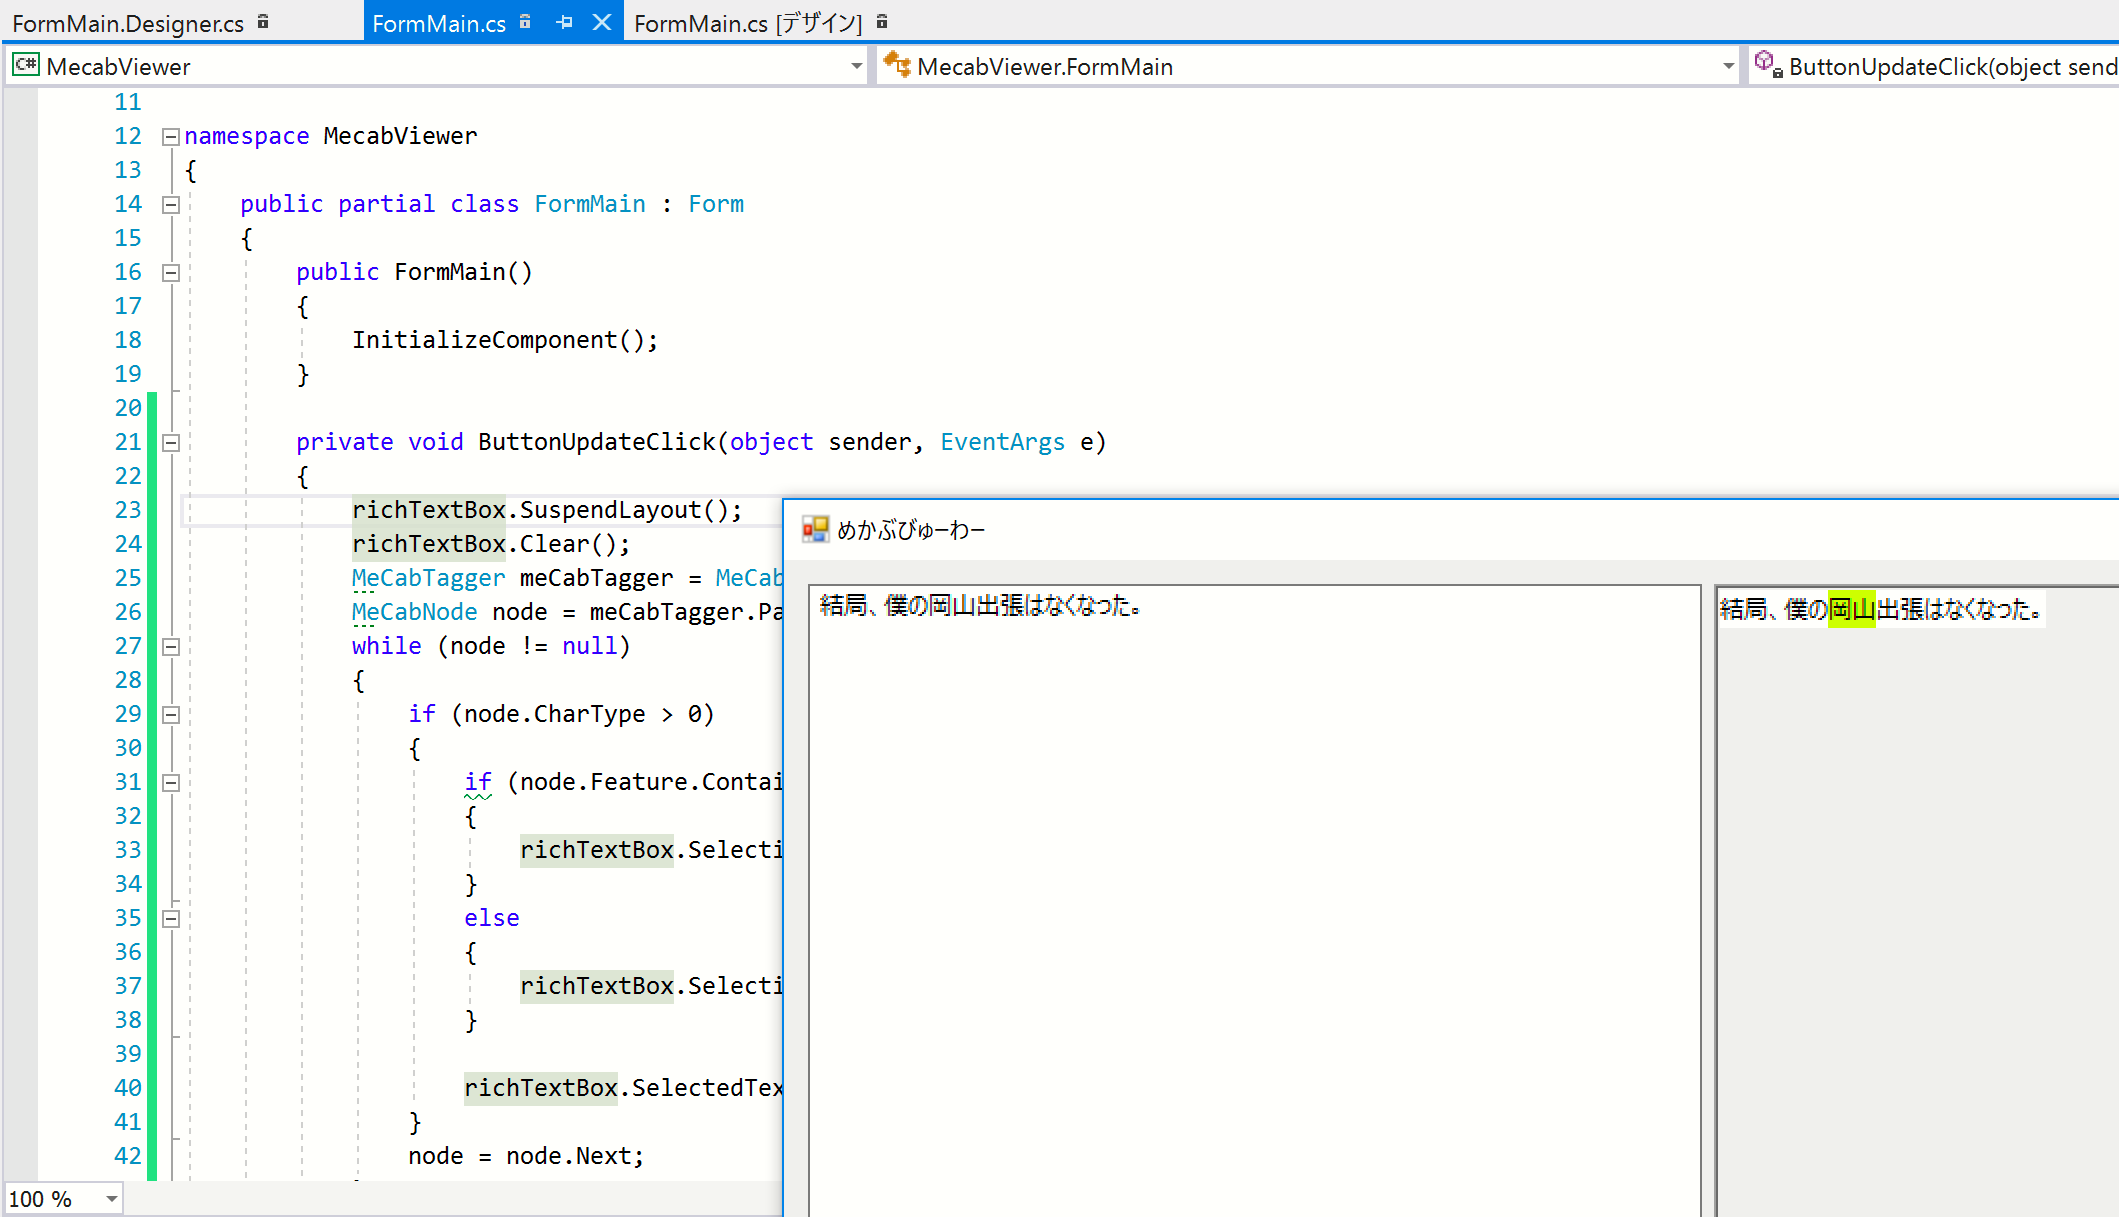 FormMain.Designer.cs FormMain.cs FormMain.cs [デザイン]
C# MecabViewer MecabViewer.FormMain ButtonUpdateClick(object send
11
12 namespace MecabViewer
13 {
14 public partial class FormMain : Form
15 {
16 public FormMain()
17 {
18 InitializeComponent();
19 }
20
21 private void ButtonUpdateClick(object sender, EventArgs e)
22 {
23 richTextBox.SuspendLayout();
24 richTextBox.Clear();
25 MeCabTagger meCabTagger = MeCab
26 MeCabNode node = meCabTagger.Pa
27 while (node != null)
28 {
29 if (node.CharType > 0)
30 {
31 if (node.Feature.Contai
32 {
33 richTextBox.Selecti
34 }
35 else
36 {
37 richTextBox.Selecti
38 }
39
40 richTextBox.SelectedTex
41 }
42 node = node.Next;
100 %
めかぶびゅーわー
結局、僕の岡山出張はなくなった。
結局、僕の岡山出張はなくなった。